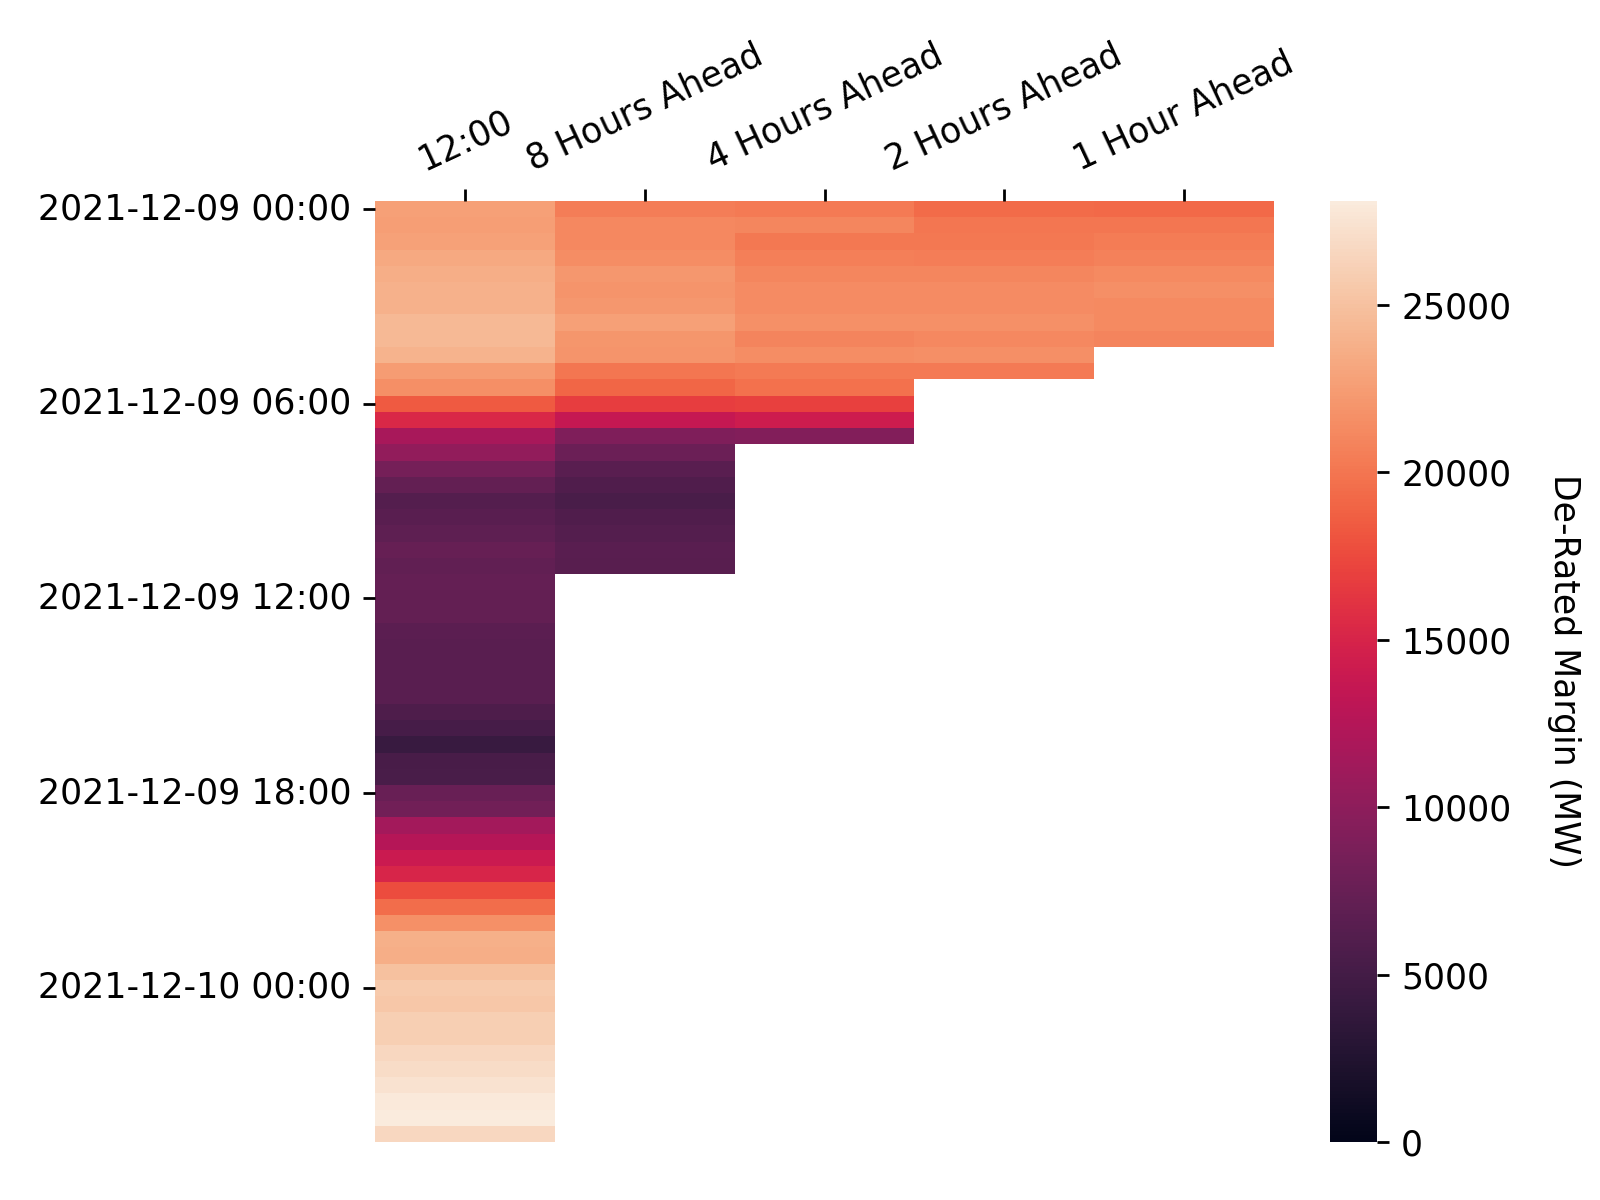 12:00
8 Hours Ahead
4 Hours Ahead
2 Hours Ahead
1 Hour Ahead
2021-12-09 00:00
2021-12-09 06:00
2021-12-09 12:00
2021-12-09 18:00
2021-12-10 00:00
25000
20000
15000
10000
5000
0
De-Rated Margin (MW)